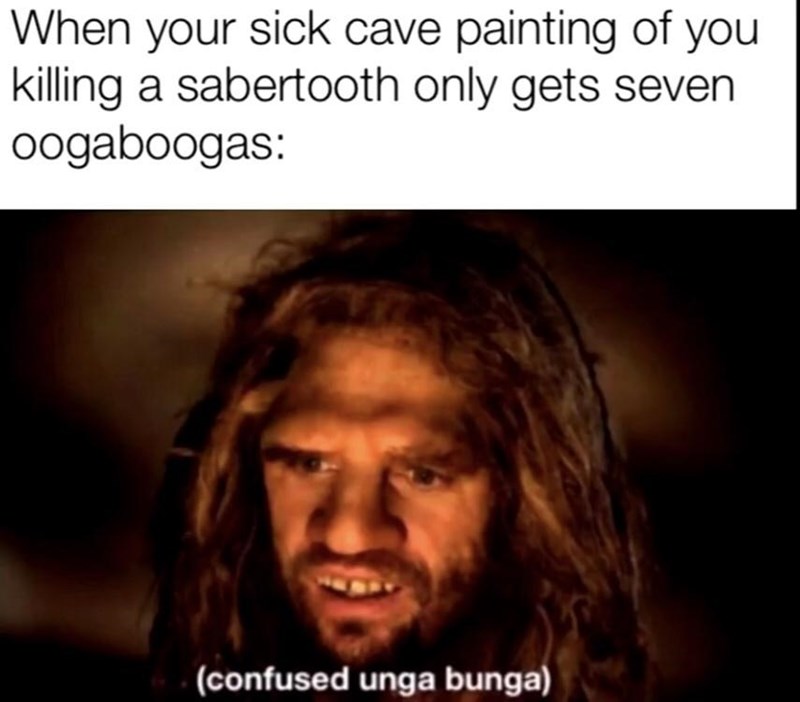 When your sick cave painting of you
killing a sabertooth only gets seven
oogaboogas:
(confused unga bunga)